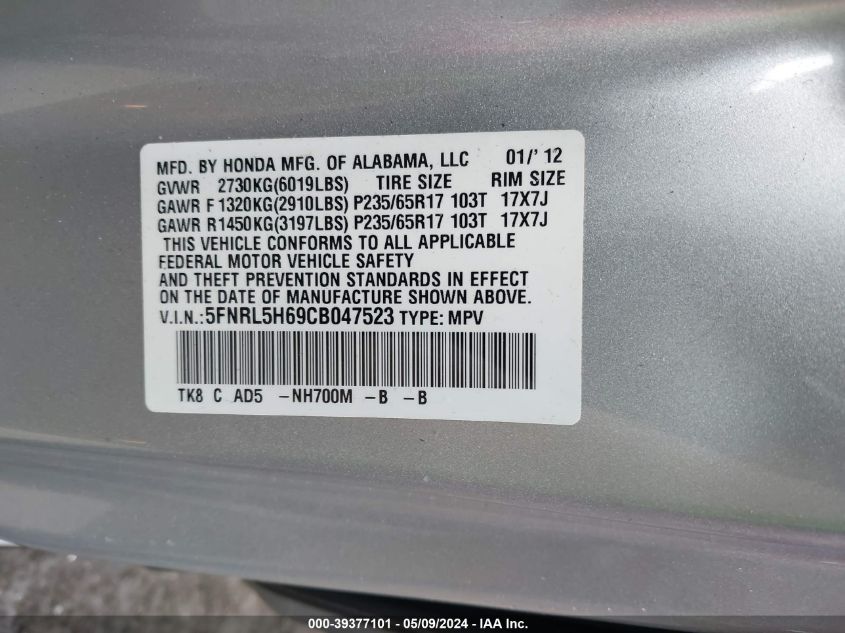 MFD. BY HONDA MFG. OF ALABAMA, LLC 01/' 12
GVWR 2730KG(6019LBS) TIRE SIZE RIM SIZE
GAWR F1320KG(2910LBS) P235/65R17 103T 17X7J
GAWR R1450KG(3197LBS) P235/65R17 103T 17X7J
THIS VEHICLE CONFORMS TO ALL APPLICABLE
FEDERAL MOTOR VEHICLE SAFETY
AND THEFT PREVENTION STANDARDS IN EFFECT
ON THE DATE OF MANUFACTURE SHOWN ABOVE.
V.I.N.:5FNRL5H69CB047523 TYPE: MPV
TK8 C AD5 -NH700M -B -B
000-39377101 - 05/09/2024 - IAA Inc.